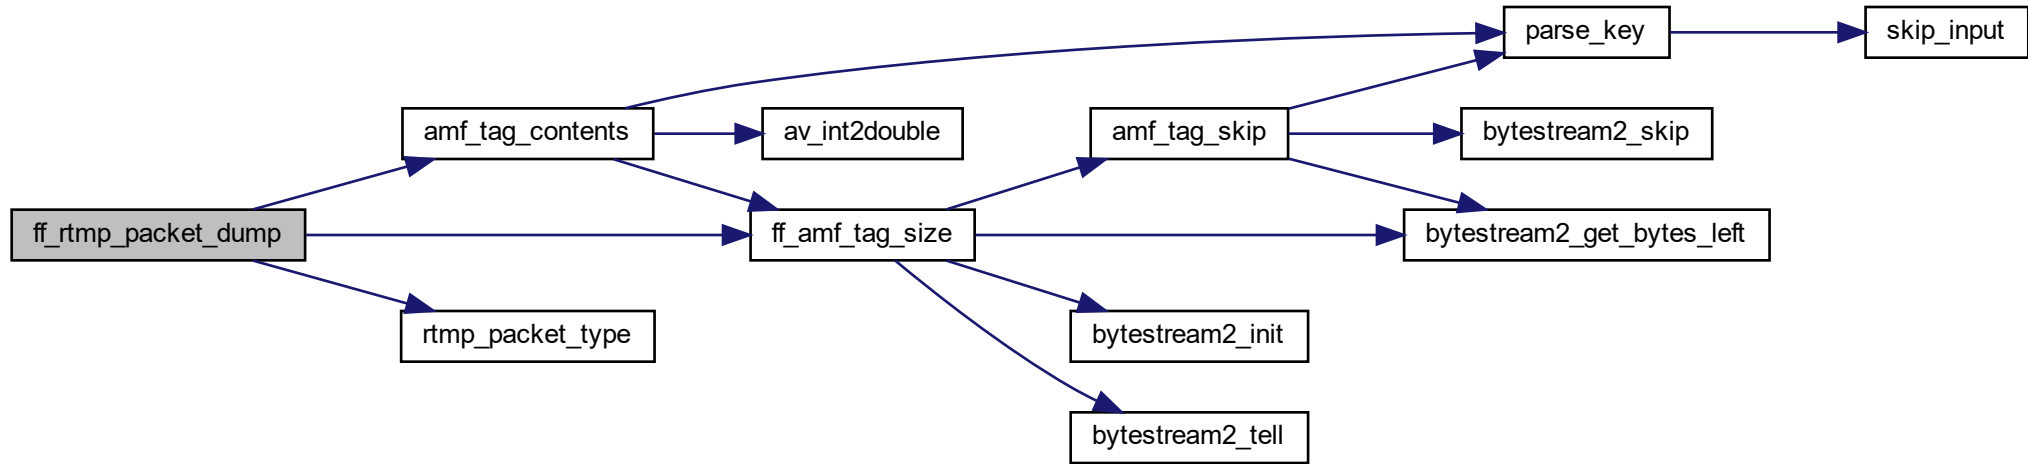 parse_key
skip_input
amf_tag_contents
av_int2double
amf_tag_skip
bytestream2_skip
ff_rtmp_packet_dump
ff_amf_tag_size
bytestream2_get_bytes_left
rtmp_packet_type
bytestream2_init
bytestream2_tell